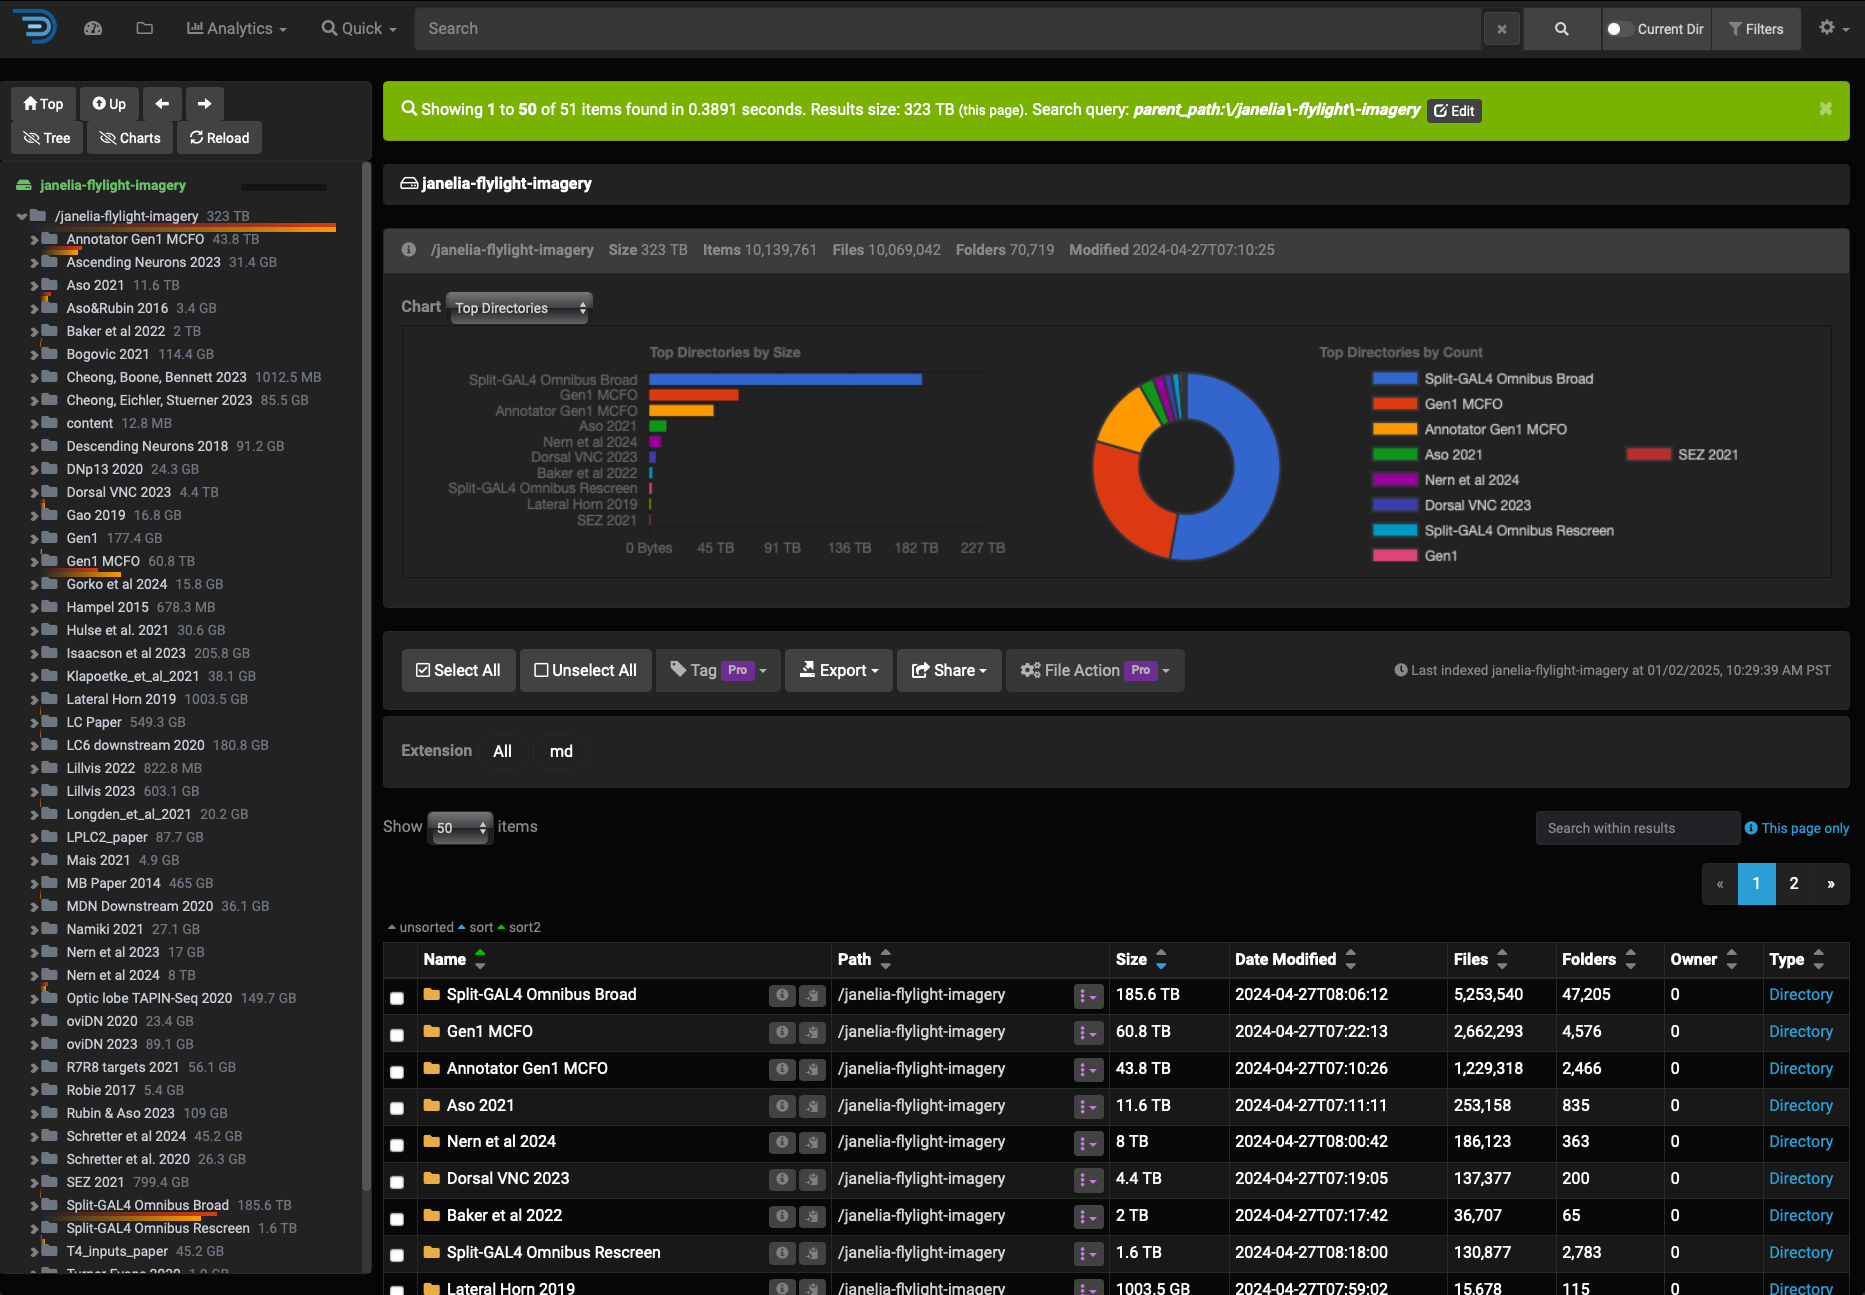 Analytics
Quick
Search
Current Dir
Filters
Top
Up
Tree
Charts
Reload
Showing 1 to 50 of 51 items found in 0.3891 seconds. Results size: 323 TB (this page). Search query: parent_path:\/janelia\-flylight\-imagery
Edit
janelia-flylight-imagery
/janelia-flylight-imagery 323 TB
Annotator Gen1 MCFO 43.8 TB
Ascending Neurons 2023 31.4 GB
Aso 2021 11.6 TB
Aso&Rubin 2016 3.4 GB
Baker et al 2022 2 TB
Bogovic 2021 114.4 GB
Cheong, Boone, Bennett 2023 1012.5 MB
Cheong, Eichler, Stuerner 2023 85.5 GB
content 12.8 MB
Descending Neurons 2018 91.2 GB
DNp13 2020 24.3 GB
Dorsal VNC 2023 4.4 TB
Gao 2019 16.8 GB
Gen1 177.4 GB
Gen1 MCFO 60.8 TB
Gorko et al 2024 15.8 GB
Hampel 2015 678.3 MB
Hulse et al. 2021 30.6 GB
Isaacson et al 2023 205.8 GB
Klapoetke_et_al_2021 38.1 GB
Lateral Horn 2019 1003.5 GB
LC Paper 549.3 GB
LC6 downstream 2020 180.8 GB
Lillvis 2022 822.8 MB
Lillvis 2023 603.1 GB
Longden_et_al_2021 20.2 GB
LPLC2_paper 87.7 GB
Mais 2021 4.9 GB
MB Paper 2014 465 GB
MDN Downstream 2020 36.1 GB
Namiki 2021 27.1 GB
Nern et al 2023 17 GB
Nern et al 2024 8 TB
Optic lobe TAPIN-Seq 2020 149.7 GB
oviDN 2020 23.4 GB
oviDN 2023 89.1 GB
R7R8 targets 2021 56.1 GB
Robie 2017 5.4 GB
Rubin & Aso 2023 109 GB
Schretter et al 2024 45.2 GB
Schretter et al. 2020 26.3 GB
SEZ 2021 799.4 GB
Split-GAL4 Omnibus Broad 185.6 TB
Split-GAL4 Omnibus Rescreen 1.6 TB
T4_inputs_paper 45.2 GB
janelia-flylight-imagery
/janelia-flylight-imagery Size 323 TB Items 10,139,761 Files 10,069,042 Folders 70,719 Modified 2024-04-27T07:10:25
Chart Top Directories
Top Directories by Size
Split-GAL4 Omnibus Broad
Gen1 MCFO
Annotator Gen1 MCFO
Aso 2021
Nern et al 2024
Dorsal VNC 2023
Baker et al 2022
Split-GAL4 Omnibus Rescreen
Lateral Horn 2019
SEZ 2021
0 Bytes 45 TB 91 TB 136 TB 182 TB 227 TB
Top Directories by Count
Split-GAL4 Omnibus Broad
Gen1 MCFO
Annotator Gen1 MCFO
Aso 2021
Nern et al 2024
Dorsal VNC 2023
Split-GAL4 Omnibus Rescreen
Gen1
SEZ 2021
Select All
Unselect All
Tag Pro
Export
Share
File Action Pro
Last indexed janelia-flylight-imagery at 01/02/2025, 10:29:39 AM PST
Extension All md
Show 50 items
Search within results
This page only
« 1 2 »
unsorted sort sort2
Name Path Size Date Modified Files Folders Owner Type
Split-GAL4 Omnibus Broad /janelia-flylight-imagery 185.6 TB 2024-04-27T08:06:12 5,253,540 47,205 0 Directory
Gen1 MCFO /janelia-flylight-imagery 60.8 TB 2024-04-27T07:22:13 2,662,293 4,576 0 Directory
Annotator Gen1 MCFO /janelia-flylight-imagery 43.8 TB 2024-04-27T07:10:26 1,229,318 2,466 0 Directory
Aso 2021 /janelia-flylight-imagery 11.6 TB 2024-04-27T07:11:11 253,158 835 0 Directory
Nern et al 2024 /janelia-flylight-imagery 8 TB 2024-04-27T08:00:42 186,123 363 0 Directory
Dorsal VNC 2023 /janelia-flylight-imagery 4.4 TB 2024-04-27T07:19:05 137,377 200 0 Directory
Baker et al 2022 /janelia-flylight-imagery 2 TB 2024-04-27T07:17:42 36,707 65 0 Directory
Split-GAL4 Omnibus Rescreen /janelia-flylight-imagery 1.6 TB 2024-04-27T08:18:00 130,877 2,783 0 Directory
Lateral Horn 2019 /janelia-flylight-imagery 1003.5 GB 2024-04-27T07:59:02 15,678 115 0 Directory